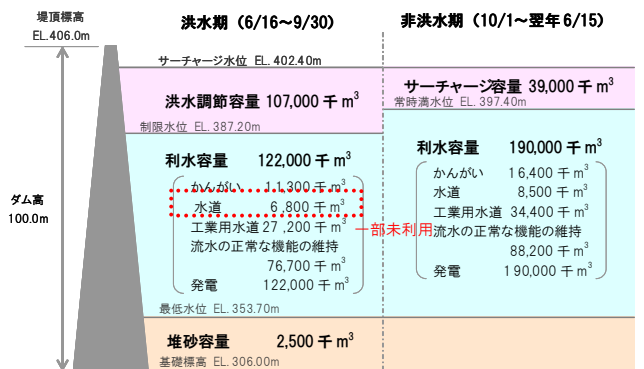 堤頂標高
EL.406.0m
洪水期（6/16～9/30）
非洪水期（10/1～翌年6/15）
サーチャージ水位 EL. 402.40m
洪水調節容量 107,000 千 m³
サーチャージ容量 39,000 千 m³
常時満水位 EL. 397.40m
制限水位 EL. 387.20m
利水容量 122,000 千 m³
かんがい 11,300 千 m³
水道 6,800 千 m³
工業用水道 27,200 千 m³
一部未利用
流水の正常な機能の維持
76,700 千 m³
発電 122,000 千 m³
利水容量 190,000 千 m³
かんがい 16,400 千 m³
水道 8,500 千 m³
工業用水道 34,400 千 m³
流水の正常な機能の維持
88,200 千 m³
発電 190,000 千 m³
ダム高
100.0m
最低水位 EL. 353.70m
堆砂容量 2,500 千 m³
基礎標高 EL. 306.00m